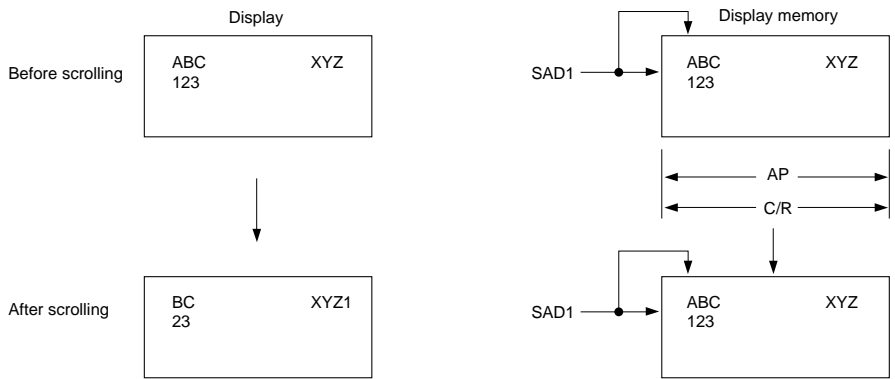 Display
Display memory
Before scrolling
ABC XYZ
123
SAD1
ABC XYZ
123
AP
C/R
After scrolling
BC XYZ1
23
SAD1
ABC XYZ
123